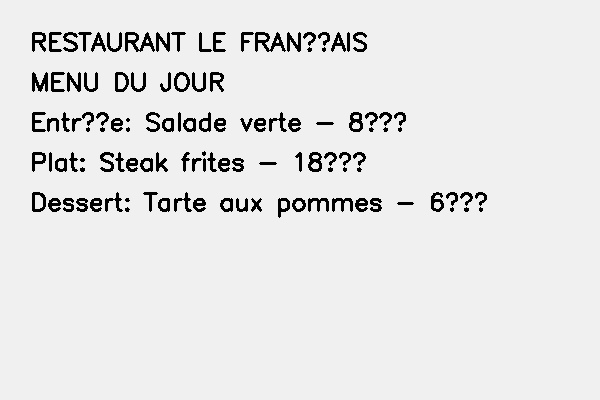 RESTAURANT LE FRAN??AIS
MENU DU JOUR
Entr??e: Salade verte - 8???
Plat: Steak frites - 18???
Dessert: Tarte aux pommes - 6???